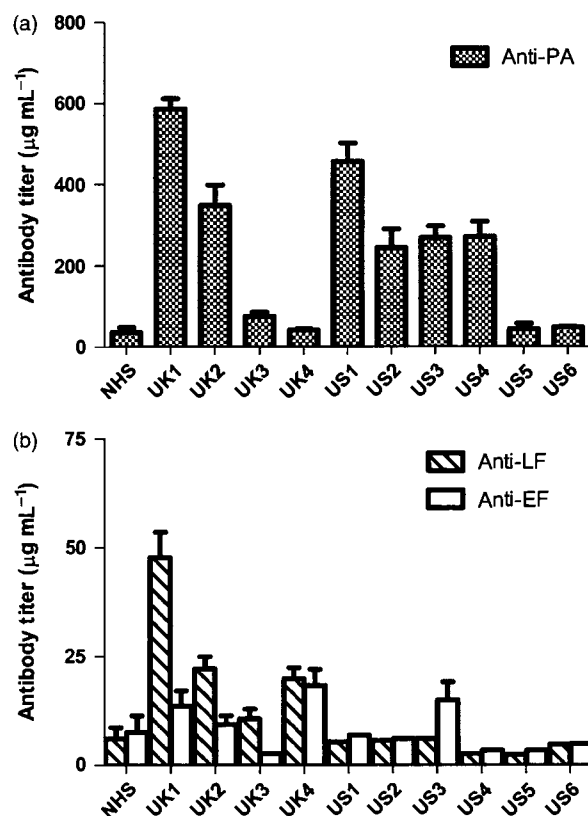 (a)
800
600
400
200
0
Antibody titer (µg mL⁻¹)
Anti-PA
NHS UK1 UK2 UK3 UK4 US1 US2 US3 US4 US5 US6
(b)
75
50
25
0
Antibody titer (µg mL⁻¹)
Anti-LF
Anti-EF
NHS UK1 UK2 UK3 UK4 US1 US2 US3 US4 US5 US6